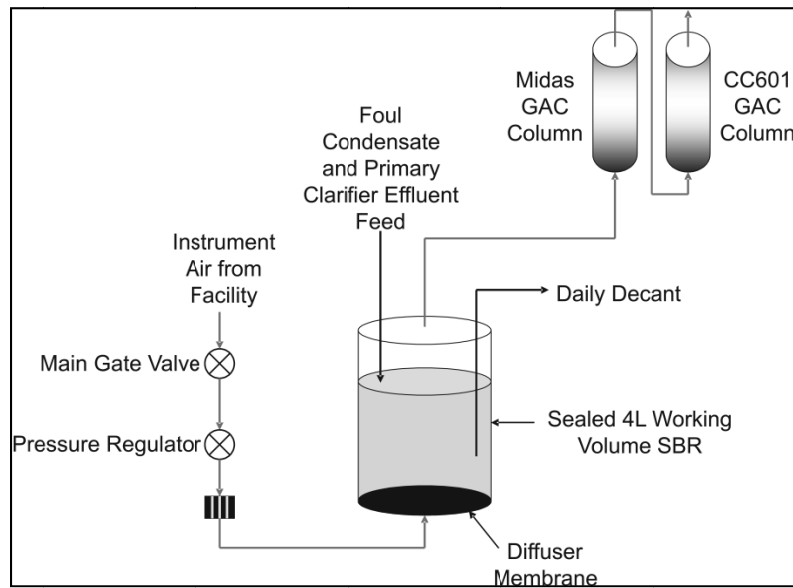 Midas
GAC
Column
CC601
GAC
Column
Foul
Condensate
and Primary
Clarifier Effluent
Feed
Instrument
Air from
Facility
Daily Decant
Main Gate Valve
Sealed 4L Working
Volume SBR
Pressure Regulator
Diffuser
Membrane